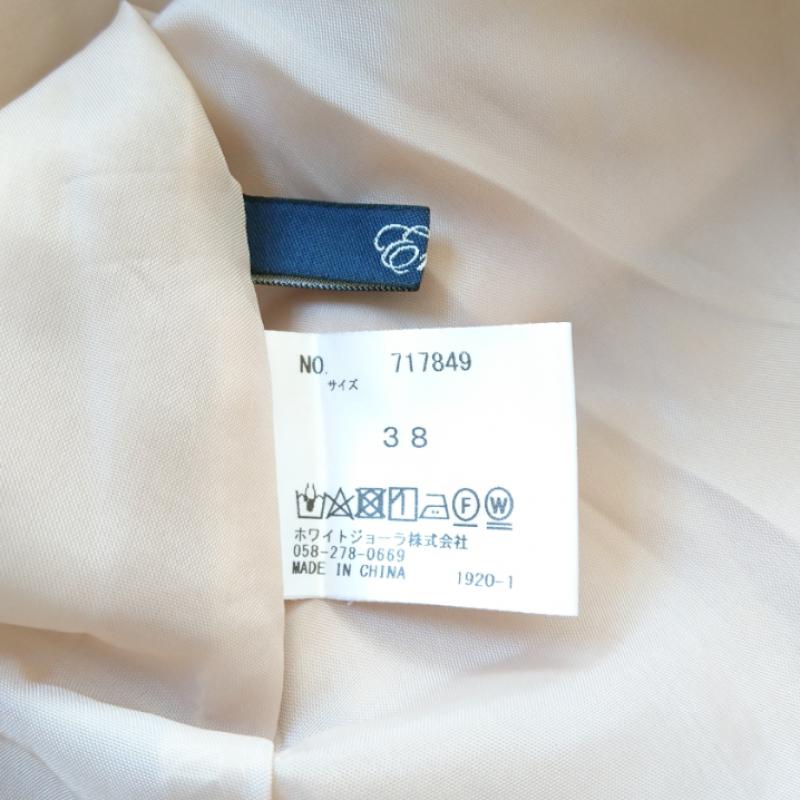 NO. 717849
サイズ
38
F W
ホワイトジョーラ株式会社
058-278-0669
MADE IN CHINA 1920-1